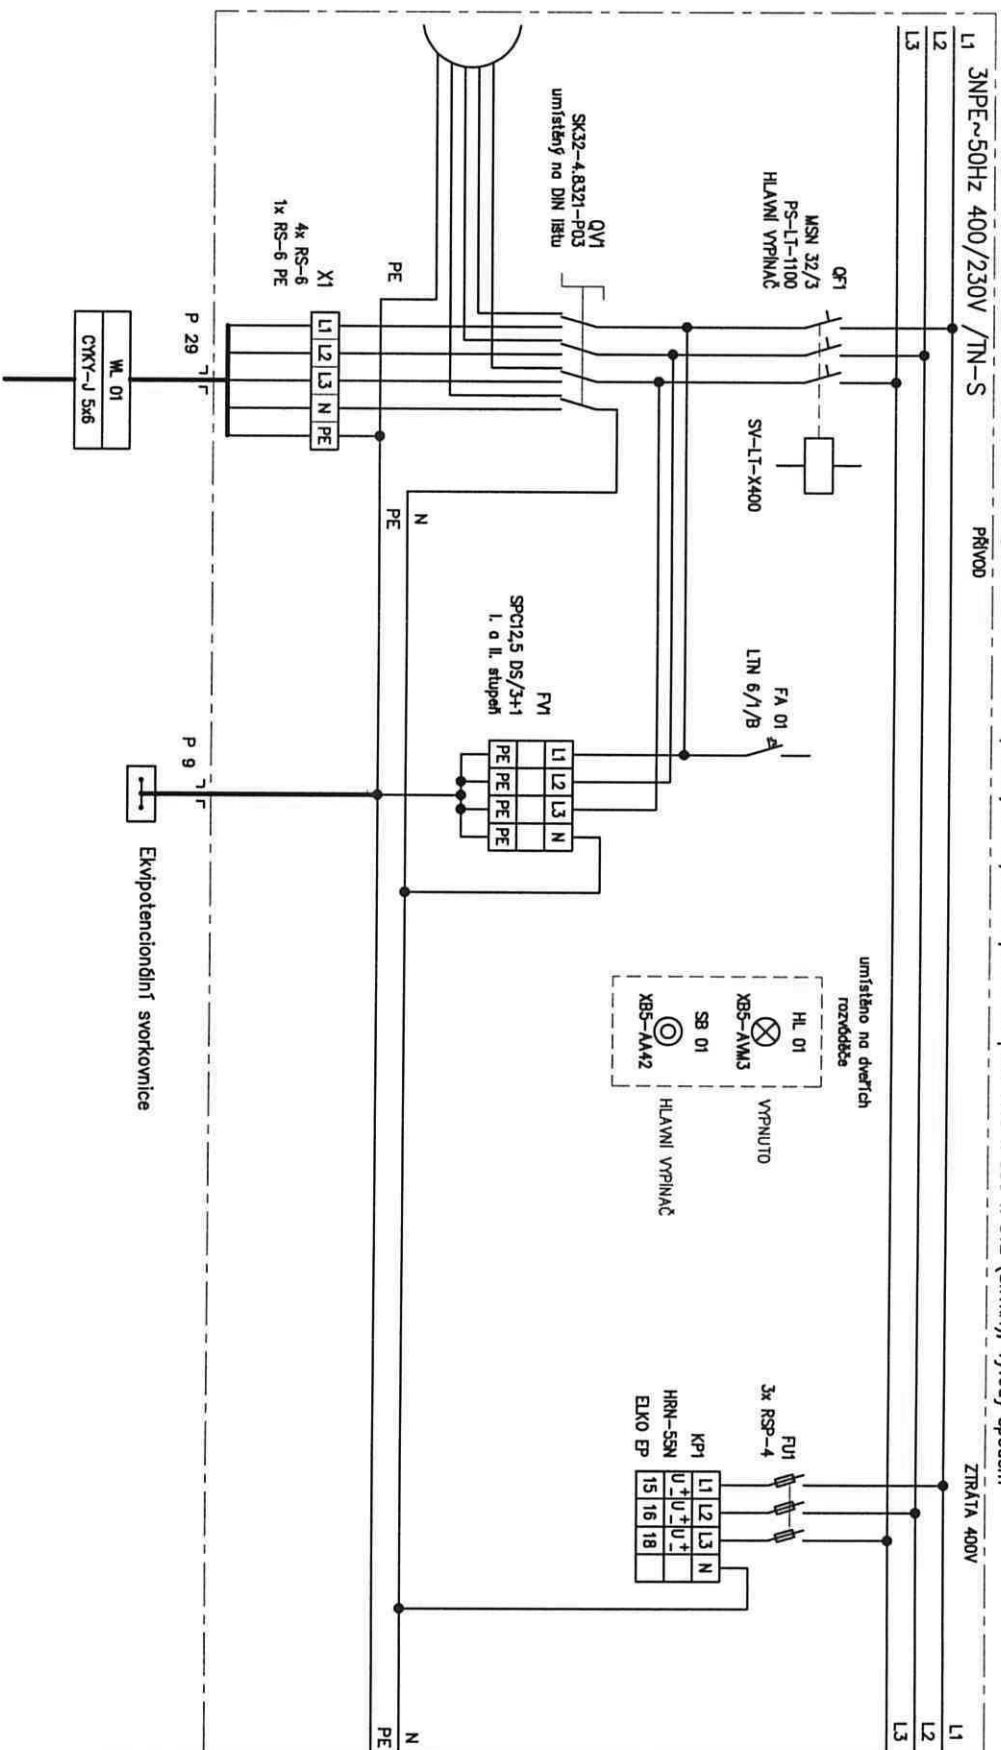 L1
L2
L3
3NPE~50Hz 400/230V /TN-S
PŘÍVOD
ZTRÁTA 400V
L1
L2
L3
QF1
MSN 32/3
PS-LT-1100
HLAVNÍ VYPÍNAČ
SV-LT-X400
FA 01
LTN 6/1/B
umístěno na dveřích
rozváděče
HL 01
XB5-AVM3
VYPNUTO
SB 01
XB5-AA42
HLAVNÍ VYPÍNAČ
FU1
3x RSP-4
KP1
HRN-55N
ELKO EP
L1 L2 L3 N
U+- U+- U+-
15 16 18
QV1
SK32-4.8321-P03
umístěný na DIN lištu
FV1
SPC12,5 DS/3+1
I. a II. stupeň
L1 L2 L3 N
PE PE PE PE
N
PE
N
PE
PE
X1
4x RS-6
1x RS-6 PE
L1 L2 L3 N PE
P 29
P 9
WL 01
CYKY-J 5x6
Ekvipotencionální svorkovnice